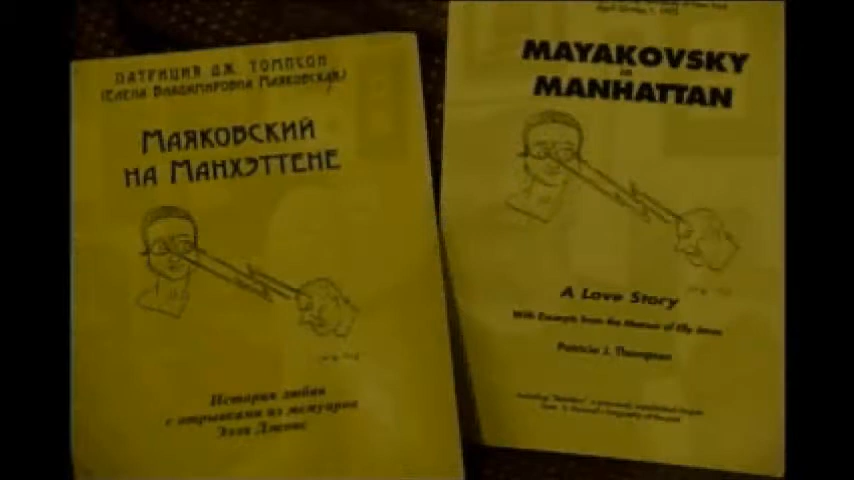 ПАТРИЦИЯ ДЖ. ТОМПСОН
(ЕЛЕНА ВЛАДИМИРОВНА МАЯКОВСКАЯ)
МАЯКОВСКИЙ
НА МАНХЭТТЕНЕ
История любви
с отрывками из мемуаров
Элли Джонс
MAYAKOVSKY
in
MANHATTAN
A Love Story
With Excerpts from the Memoir of Elly Jones
Patricia J. Thompson